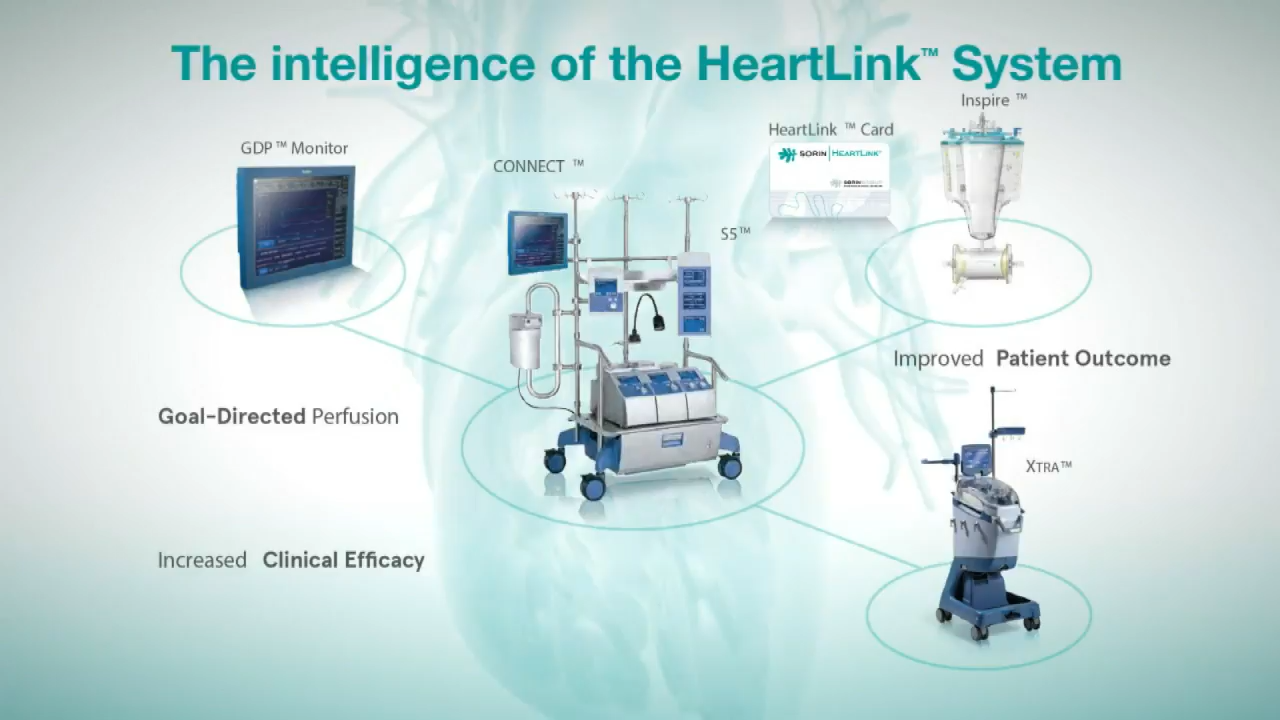 The intelligence of the HeartLink™ System
Inspire ™
HeartLink ™ Card
GDP ™ Monitor
CONNECT ™
SORIN | HEARTLINK™
S5™
Improved Patient Outcome
Goal-Directed Perfusion
XTRA™
Increased Clinical Efficacy